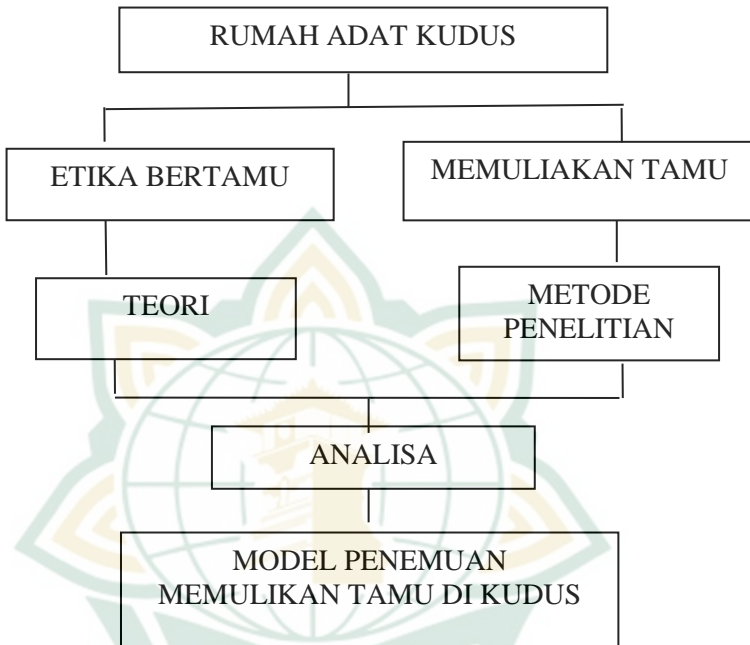 RUMAH ADAT KUDUS
ETIKA BERTAMU
MEMULIAKAN TAMU
TEORI
METODE
PENELITIAN
ANALISA
MODEL PENEMUAN
MEMULIKAN TAMU DI KUDUS